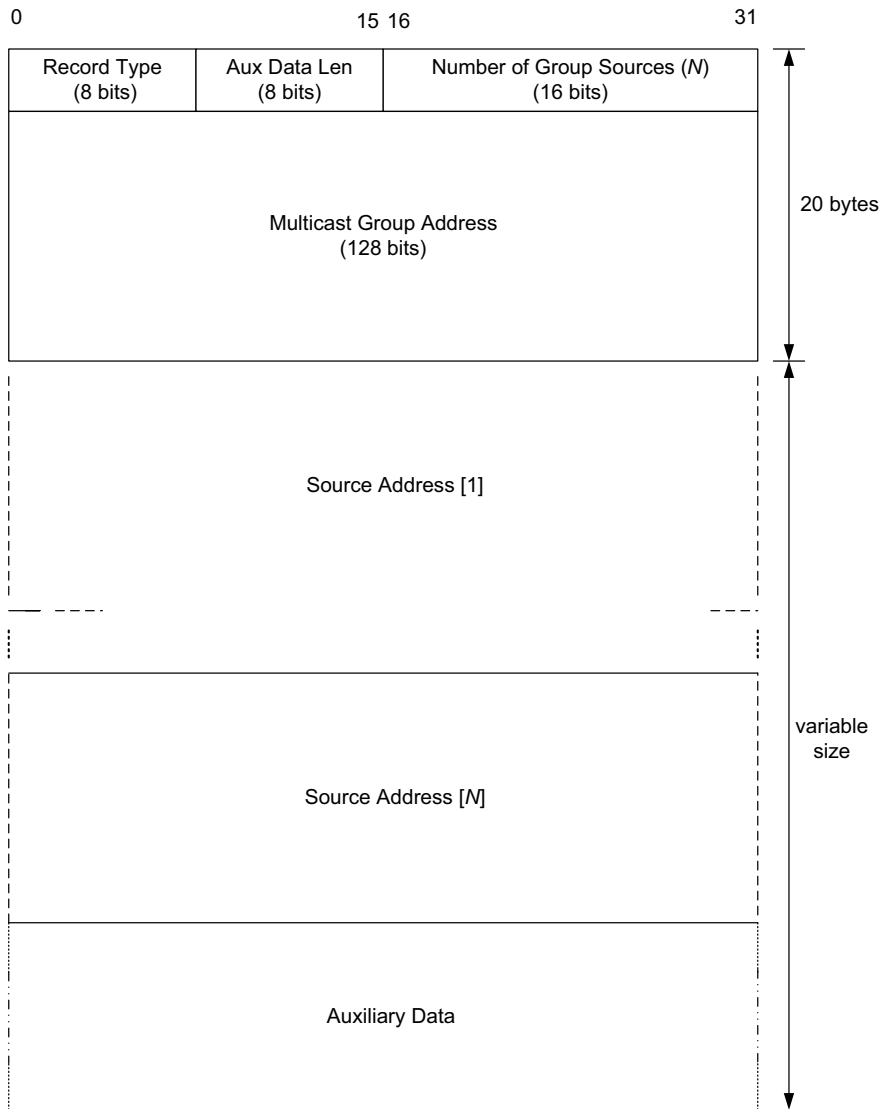 0 15 16 31
Record Type
(8 bits)
Aux Data Len
(8 bits)
Number of Group Sources (N)
(16 bits)
20 bytes
Multicast Group Address
(128 bits)
Source Address [1]
variable
size
Source Address [N]
Auxiliary Data